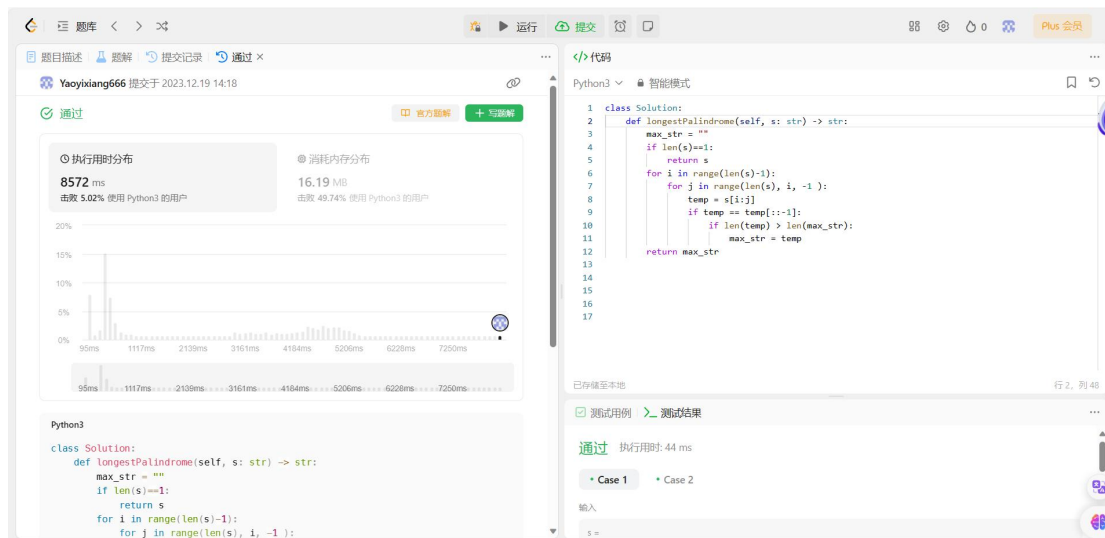 题库
运行
提交
0
Plus 会员
题目描述
题解
提交记录
通过
Yaoyixiang666 提交于 2023.12.19 14:18
通过
官方题解
写题解
执行用时分布
8572 ms
击败 5.02% 使用 Python3 的用户
消耗内存分布
16.19 MB
击败 49.74% 使用 Python3 的用户
20%
15%
10%
5%
0%
95ms 1117ms 2139ms 3161ms 4184ms 5206ms 6228ms 7250ms
95ms 1117ms 2139ms 3161ms 4184ms 5206ms 6228ms 7250ms
Python3
class Solution:
    def longestPalindrome(self, s: str) -> str:
        max_str = ""
        if len(s)==1:
            return s
        for i in range(len(s)-1):
            for j in range(len(s), i, -1 ):
</> 代码
Python3
智能模式
1 class Solution:
2     def longestPalindrome(self, s: str) -> str:
3         max_str = ""
4         if len(s)==1:
5             return s
6         for i in range(len(s)-1):
7             for j in range(len(s), i, -1 ):
8                 temp = s[i:j]
9                 if temp == temp[::-1]:
10                     if len(temp) > len(max_str):
11                         max_str = temp
12         return max_str
13
14
15
16
17
已存储至本地
行 2, 列 48
测试用例
测试结果
通过 执行用时: 44 ms
Case 1
Case 2
输入
s =